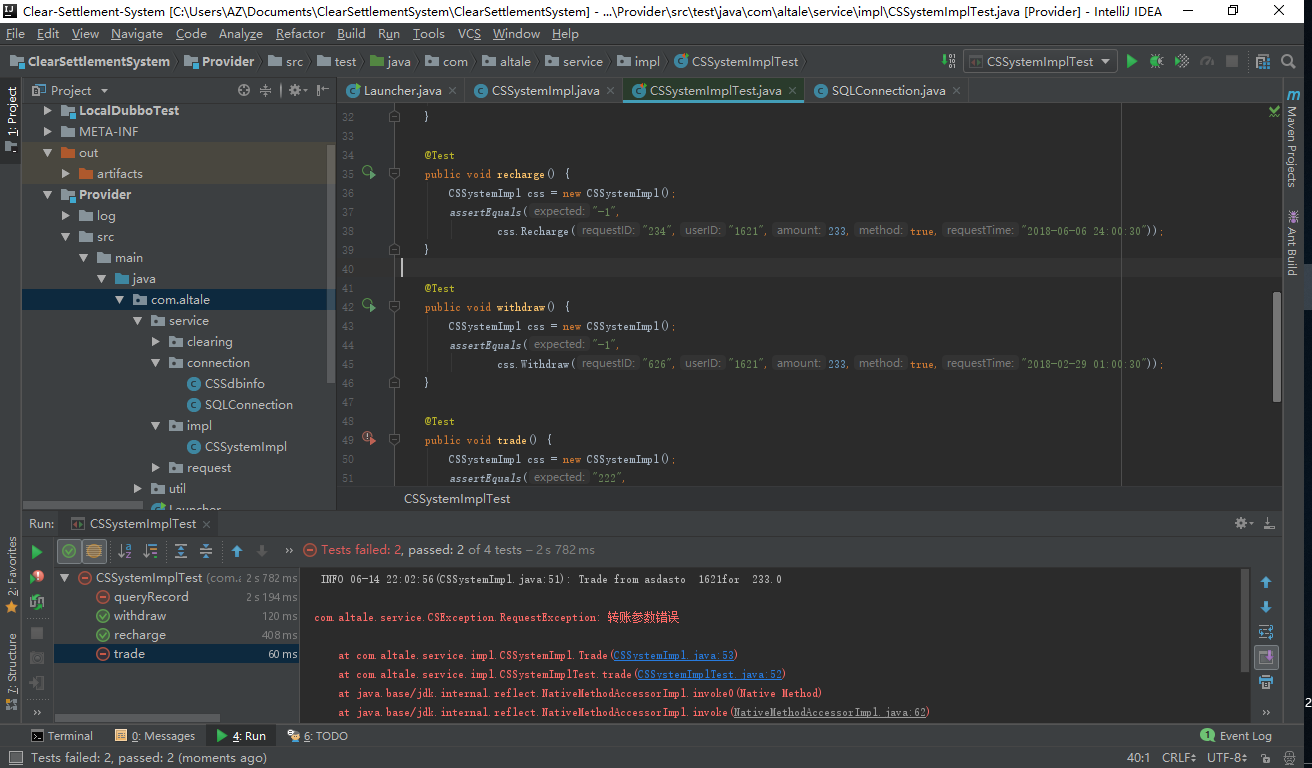 Clear-Settlement-System [C:\Users\AZ\Documents\ClearSettlementSystem\ClearSettlementSystem] - ...\Provider\src\test\java\com\altale\service\impl\CSSystemImplTest.java [Provider] - IntelliJ IDEA
File Edit View Navigate Code Analyze Refactor Build Run Tools VCS Window Help
ClearSettlementSystem Provider src test java com altale service impl CSSystemImplTest CSSystemImplTest
1: Project
Project
Launcher.java CSSystemImpl.java CSSystemImplTest.java SQLConnection.java
LocalDubboTest
META-INF
out
artifacts
Provider
log
src
main
java
com.altale
service
clearing
connection
CSSdbinfo
SQLConnection
impl
CSSystemImpl
request
util
Launcher
32 }
33
34 @Test
35 public void recharge() {
36 CSSystemImpl css = new CSSystemImpl();
37 assertEquals( expected: "-1",
38 css.Recharge( requestID: "234", userID: "1621", amount: 233, method: true, requestTime: "2018-06-06 24:00:30"));
39 }
40
41 @Test
42 public void withdraw() {
43 CSSystemImpl css = new CSSystemImpl();
44 assertEquals( expected: "-1",
45 css.Withdraw( requestID: "626", userID: "1621", amount: 233, method: true, requestTime: "2018-02-29 01:00:30"));
46 }
47
48 @Test
49 public void trade() {
50 CSSystemImpl css = new CSSystemImpl();
51 assertEquals( expected: "222",
CSSystemImplTest
Maven Projects
Ant Build
Run: CSSystemImplTest
Tests failed: 2, passed: 2 of 4 tests – 2 s 782 ms
CSSystemImplTest (com.a 2 s 782 ms
queryRecord 2 s 194 ms
withdraw 120 ms
recharge 408 ms
trade 60 ms
INFO 06-14 22:02:56(CSSystemImpl.java:51): Trade from asdasto 1621for 233.0
com.altale.service.CSException.RequestException: 转账参数错误
at com.altale.service.impl.CSSystemImpl.Trade(CSSystemImpl.java:53)
at com.altale.service.impl.CSSystemImplTest.trade(CSSystemImplTest.java:52)
at java.base/jdk.internal.reflect.NativeMethodAccessorImpl.invoke0(Native Method)
at java.base/jdk.internal.reflect.NativeMethodAccessorImpl.invoke(NativeMethodAccessorImpl.java:62)
2: Favorites
7: Structure
Terminal 0: Messages 4: Run 6: TODO 1 Event Log
Tests failed: 2, passed: 2 (moments ago) 40:1 CRLF UTF-8
2